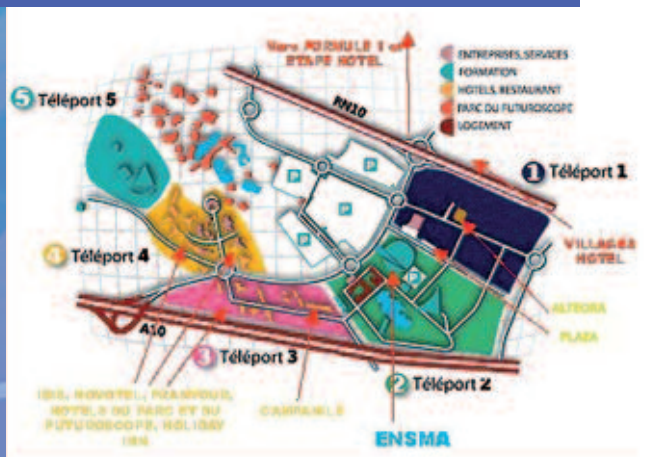 Vers FORMULE 1 et
ETAPE HOTEL
ENTREPRISES, SERVICES
FORMATION
HOTELS, RESTAURANT
PARC DU FUTUROSCOPE
LOGEMENT
5 Téléport 5
RN10
P
P
P
P
1 Téléport 1
VILLAGES
HOTEL
4 Téléport 4
P
ALTEORA
PLAZA
A10
3 Téléport 3
2 Téléport 2
IBIS, NOVOTEL,
HOTELS DU PARC ET DU
FUTUROSCOPE, HOLIDAY
INN
CAMPANILE
ENSMA